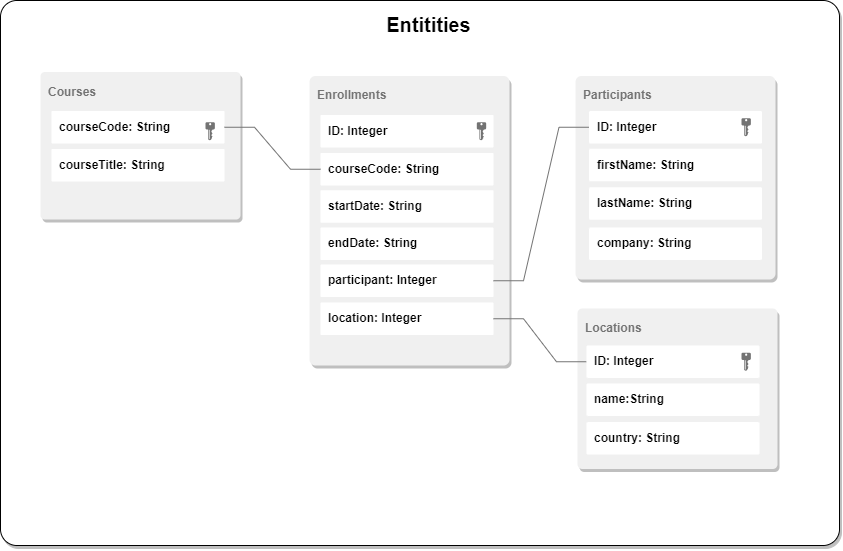 Entitities
Courses
courseCode: String
courseTitle: String
Enrollments
ID: Integer
courseCode: String
startDate: String
endDate: String
participant: Integer
location: Integer
Participants
ID: Integer
firstName: String
lastName: String
company: String
Locations
ID: Integer
name:String
country: String